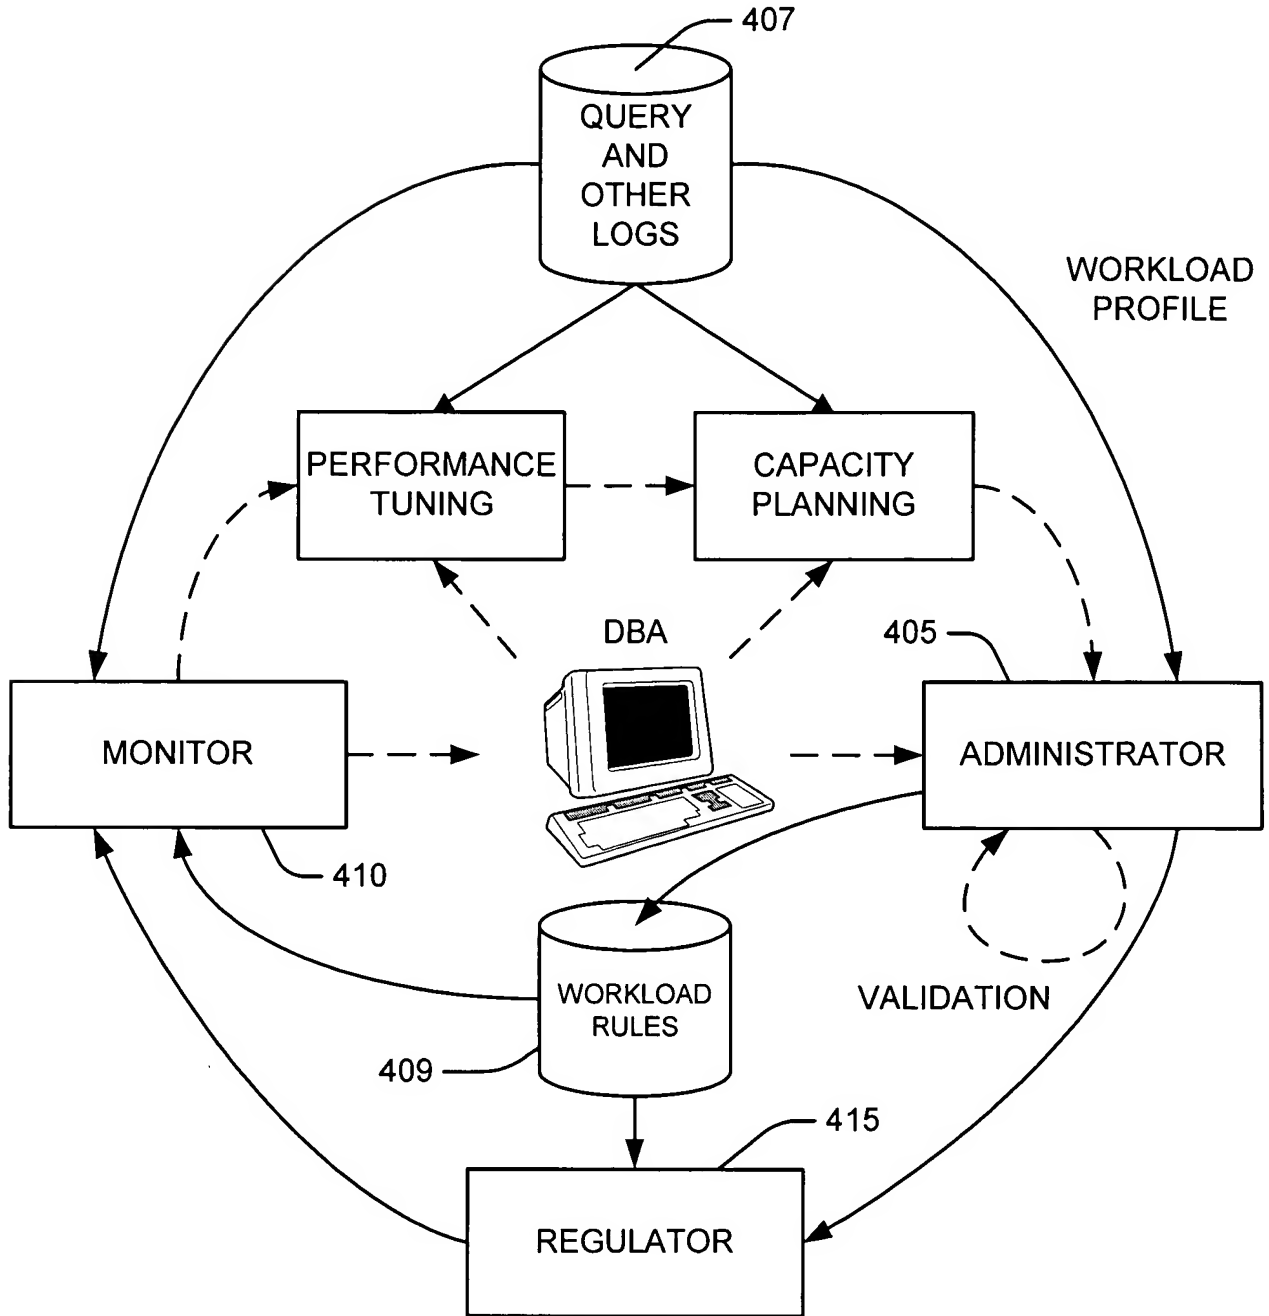 407
QUERY
AND
OTHER
LOGS
WORKLOAD
PROFILE
PERFORMANCE
TUNING
CAPACITY
PLANNING
DBA
405
MONITOR
ADMINISTRATOR
410
WORKLOAD
RULES
VALIDATION
409
415
REGULATOR